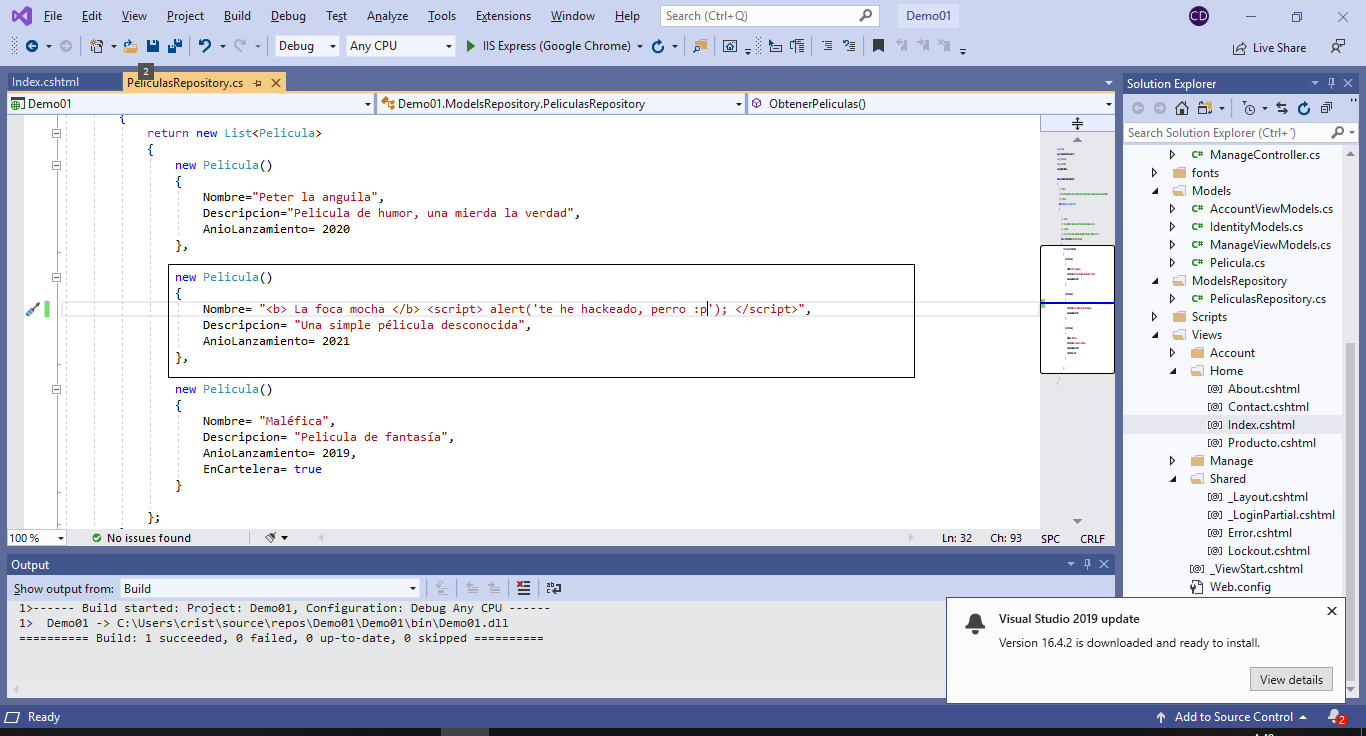 File Edit View Project Build Debug Test Analyze Tools Extensions Window Help Search (Ctrl+Q) Demo01 CD
Debug Any CPU IIS Express (Google Chrome) Live Share
2
Index.cshtml PeliculasRepository.cs
Demo01 Demo01.ModelsRepository.PeliculasRepository ObtenerPeliculas()
{
return new List<Pelicula>
{
new Pelicula()
{
Nombre="Peter la anguila",
Descripcion="Pelicula de humor, una mierda la verdad",
AnioLanzamiento= 2020
},
new Pelicula()
{
Nombre= "<b> La foca mocha </b> <script> alert('te he hackeado, perro :p'); </script>",
Descripcion= "Una simple pélicula desconocida",
AnioLanzamiento= 2021
},
new Pelicula()
{
Nombre= "Maléfica",
Descripcion= "Pelicula de fantasía",
AnioLanzamiento= 2019,
EnCartelera= true
}
};
100 % No issues found Ln: 32 Ch: 93 SPC CRLF
Output
Show output from: Build
1>------ Build started: Project: Demo01, Configuration: Debug Any CPU ------
1>  Demo01 -> C:\Users\crist\source\repos\Demo01\Demo01\bin\Demo01.dll
========== Build: 1 succeeded, 0 failed, 0 up-to-date, 0 skipped ==========
Solution Explorer
Search Solution Explorer (Ctrl+´)
C# ManageController.cs
fonts
Models
C# AccountViewModels.cs
C# IdentityModels.cs
C# ManageViewModels.cs
C# Pelicula.cs
ModelsRepository
C# PeliculasRepository.cs
Scripts
Views
Account
Home
[@] About.cshtml
[@] Contact.cshtml
[@] Index.cshtml
[@] Producto.cshtml
Manage
Shared
[@] _Layout.cshtml
[@] _LoginPartial.cshtml
[@] Error.cshtml
[@] Lockout.cshtml
[@] _ViewStart.cshtml
Web.config
Visual Studio 2019 update
Version 16.4.2 is downloaded and ready to install.
View details
Ready Add to Source Control 2